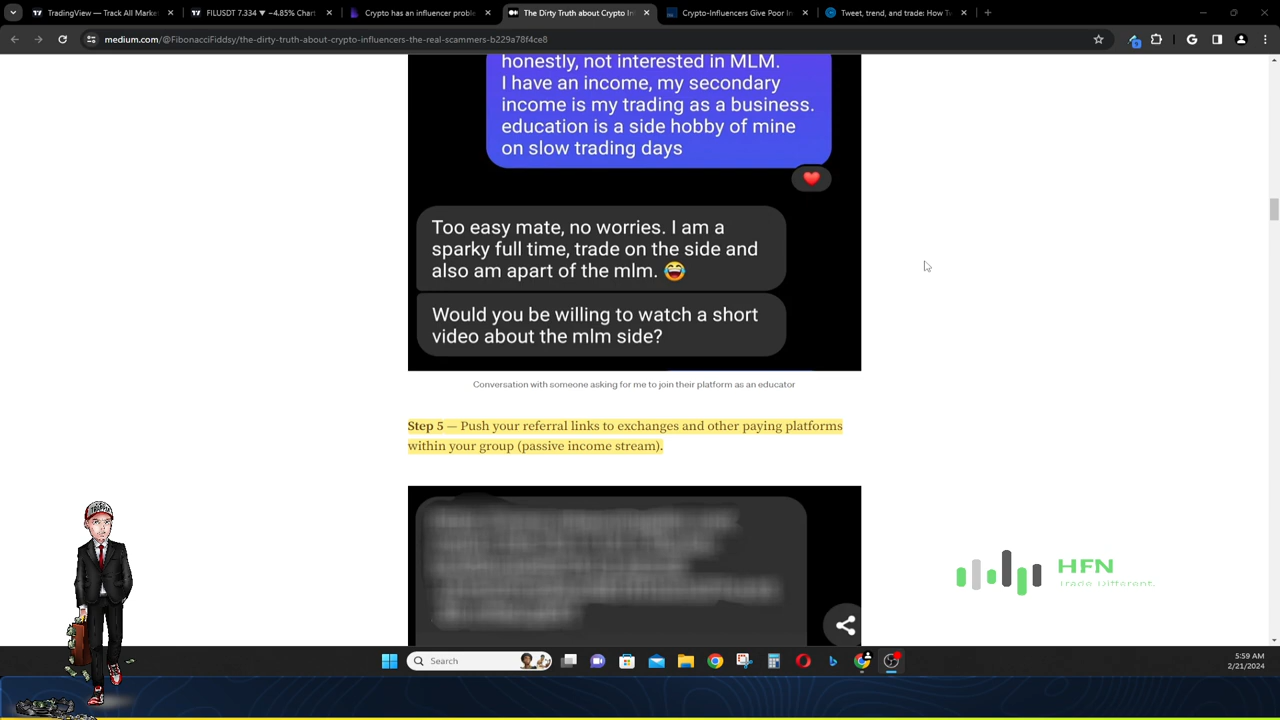 TradingView — Track All Marke
FILUSDT 7.334 ▼ −4.85% Chart
Crypto has an influencer proble
The Dirty Truth about Crypto In
Crypto-Influencers Give Poor In
Tweet, trend, and trade: How Tw
medium.com/@FibonacciFiddsy/the-dirty-truth-about-crypto-influencers-the-real-scammers-b229a78f4ce8
honestly, not interested in MLM.
I have an income, my secondary
income is my trading as a business.
education is a side hobby of mine
on slow trading days
Too easy mate, no worries. I am a
sparky full time, trade on the side and
also am apart of the mlm. 😂
Would you be willing to watch a short
video about the mlm side?
Conversation with someone asking for me to join their platform as an educator
Step 5 — Push your referral links to exchanges and other paying platforms
within your group (passive income stream).
HFN
Trade Different.
Search
5:59 AM
2/21/2024